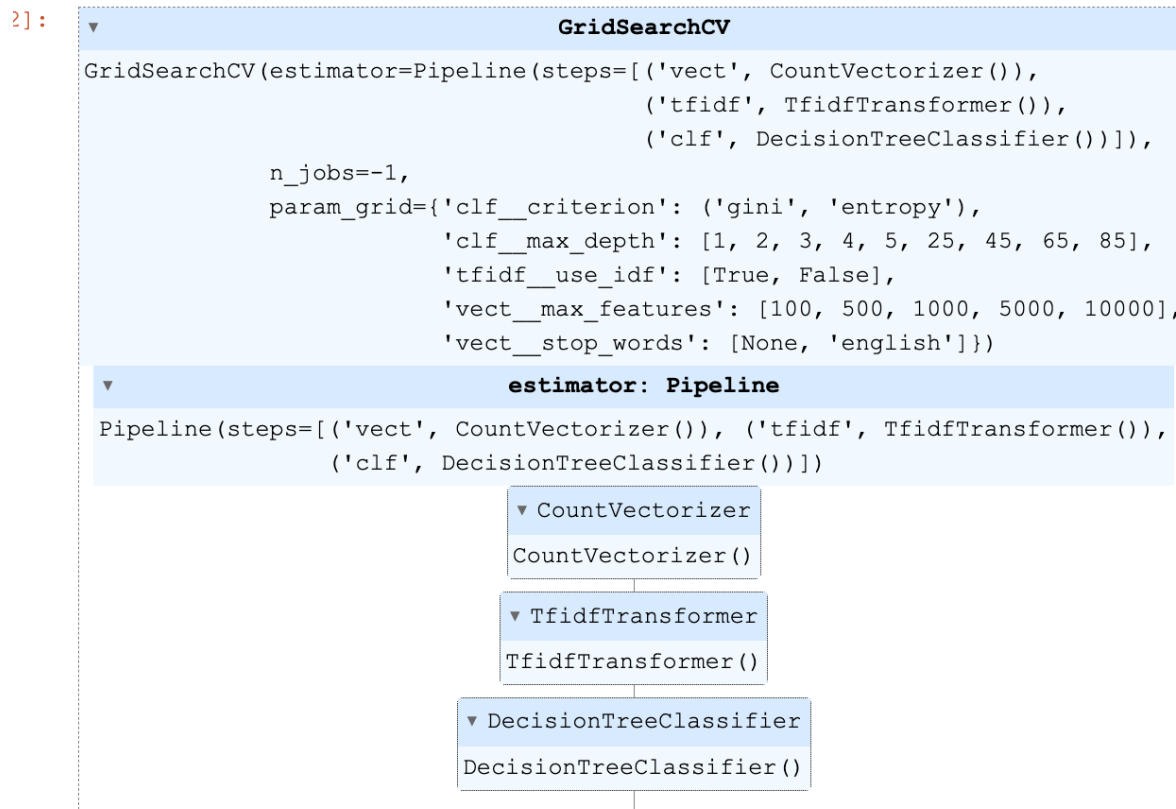 2]:
▼ GridSearchCV
GridSearchCV(estimator=Pipeline(steps=[('vect', CountVectorizer()),
('tfidf', TfidfTransformer()),
('clf', DecisionTreeClassifier())]),
n_jobs=-1,
param_grid={'clf__criterion': ('gini', 'entropy'),
'clf__max_depth': [1, 2, 3, 4, 5, 25, 45, 65, 85],
'tfidf__use_idf': [True, False],
'vect__max_features': [100, 500, 1000, 5000, 10000],
'vect__stop_words': [None, 'english']})
▼ estimator: Pipeline
Pipeline(steps=[('vect', CountVectorizer()), ('tfidf', TfidfTransformer()),
('clf', DecisionTreeClassifier())])
▼ CountVectorizer
CountVectorizer()
▼ TfidfTransformer
TfidfTransformer()
▼ DecisionTreeClassifier
DecisionTreeClassifier()